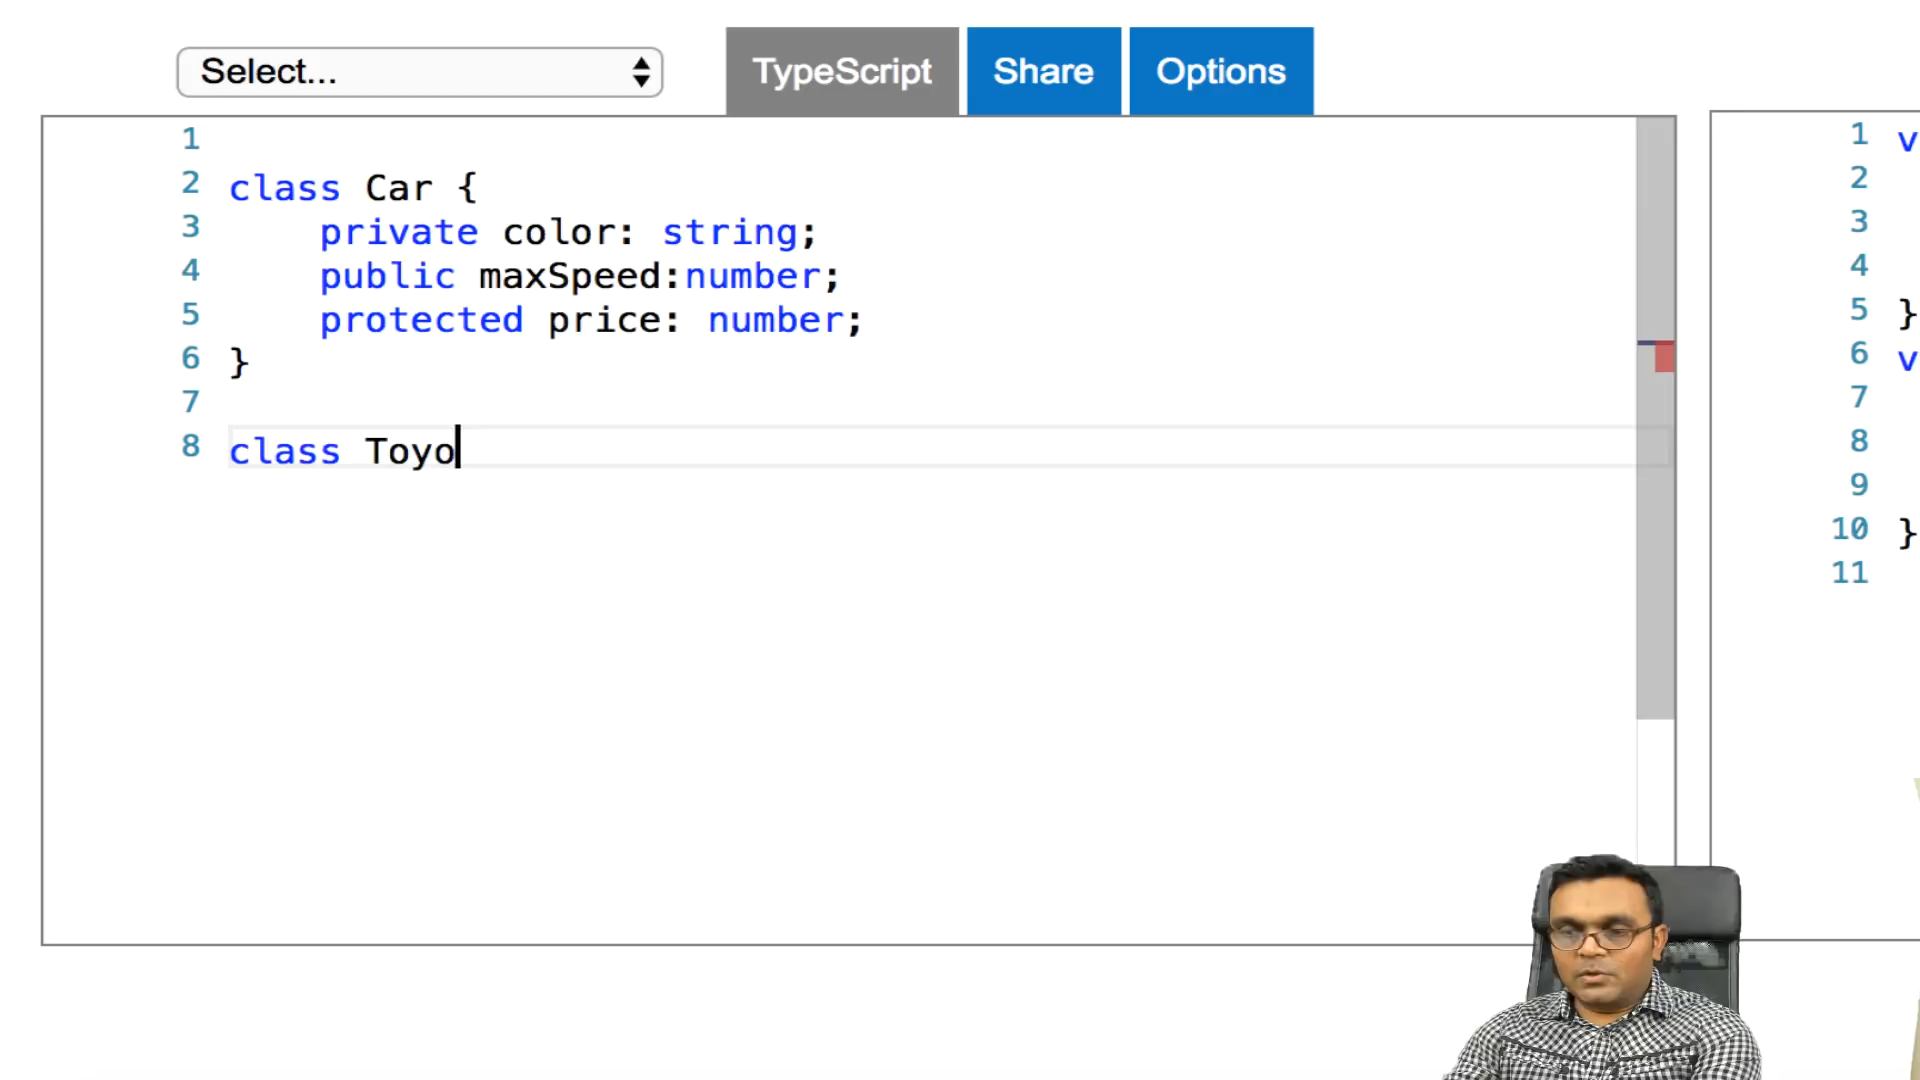 Select...
TypeScript
Share
Options
1
2 class Car {
3 private color: string;
4 public maxSpeed:number;
5 protected price: number;
6 }
7
8 class Toyo
1 v
2
3
4
5 }
6 v
7
8
9
10 }
11